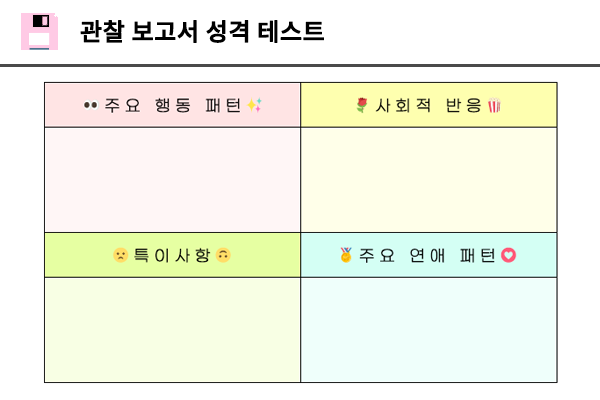 관찰 보고서 성격 테스트
👀주요 행동 패턴✨
🌹사회적 반응🍿
😟특이사항🙃
🏅주요 연애 패턴💟